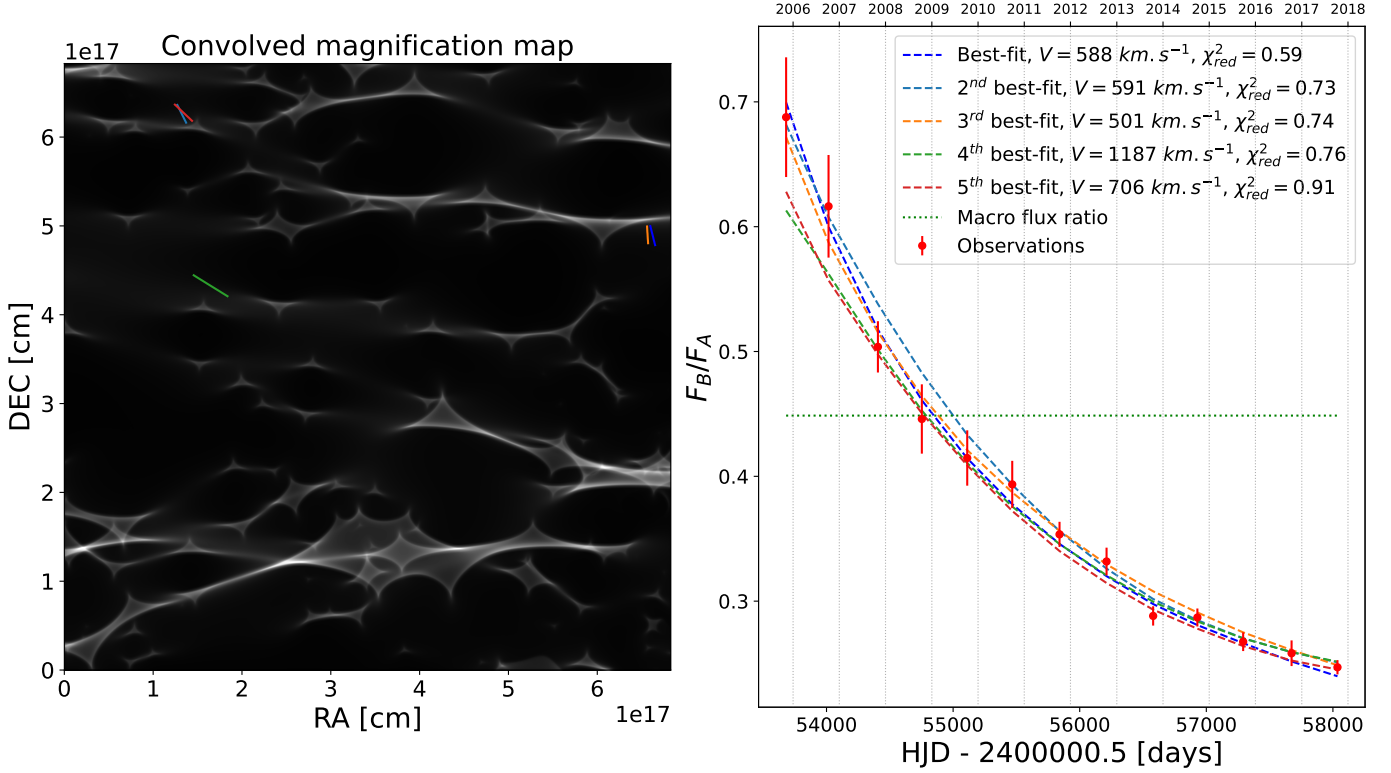 1e17
Convolved magnification map
6
5
4
3
2
1
0
DEC [cm]
0 1 2 3 4 5 6
1e17
RA [cm]
2006 2007 2008 2009 2010 2011 2012 2013 2014 2015 2016 2017 2018
Best-fit, V = 588 km.s⁻¹, χ²red = 0.59
2ⁿᵈ best-fit, V = 591 km.s⁻¹, χ²red = 0.73
3ʳᵈ best-fit, V = 501 km.s⁻¹, χ²red = 0.74
4ᵗʰ best-fit, V = 1187 km.s⁻¹, χ²red = 0.76
5ᵗʰ best-fit, V = 706 km.s⁻¹, χ²red = 0.91
Macro flux ratio
Observations
0.7
0.6
0.5
0.4
0.3
F_B/F_A
54000 55000 56000 57000 58000
HJD - 2400000.5 [days]